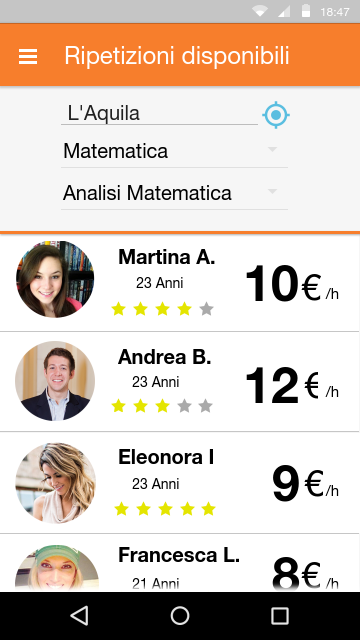 18:47
Ripetizioni disponibili
L'Aquila
Matematica
Analisi Matematica
Martina A.
23 Anni
10€/h
Andrea B.
23 Anni
12€/h
Eleonora I
23 Anni
9€/h
Francesca L.
21 Anni
8€/h